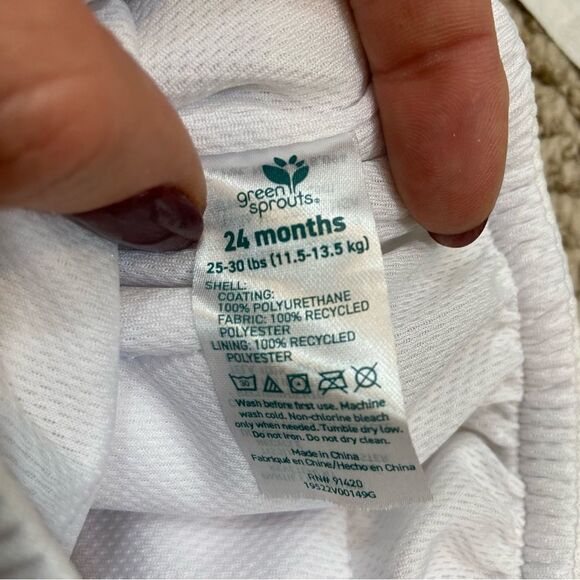 green
sprouts®
24 months
25-30 lbs (11.5-13.5 kg)
SHELL:
COATING:
100% POLYURETHANE
FABRIC: 100% RECYCLED
POLYESTER
LINING: 100% RECYCLED
POLYESTER
30
Wash before first use. Machine
wash cold. Non-chlorine bleach
only when needed. Tumble dry low.
Do not iron. Do not dry clean.
Made in China
Fabriqué en Chine/Hecho en China
RN# 91420
19522V00149G